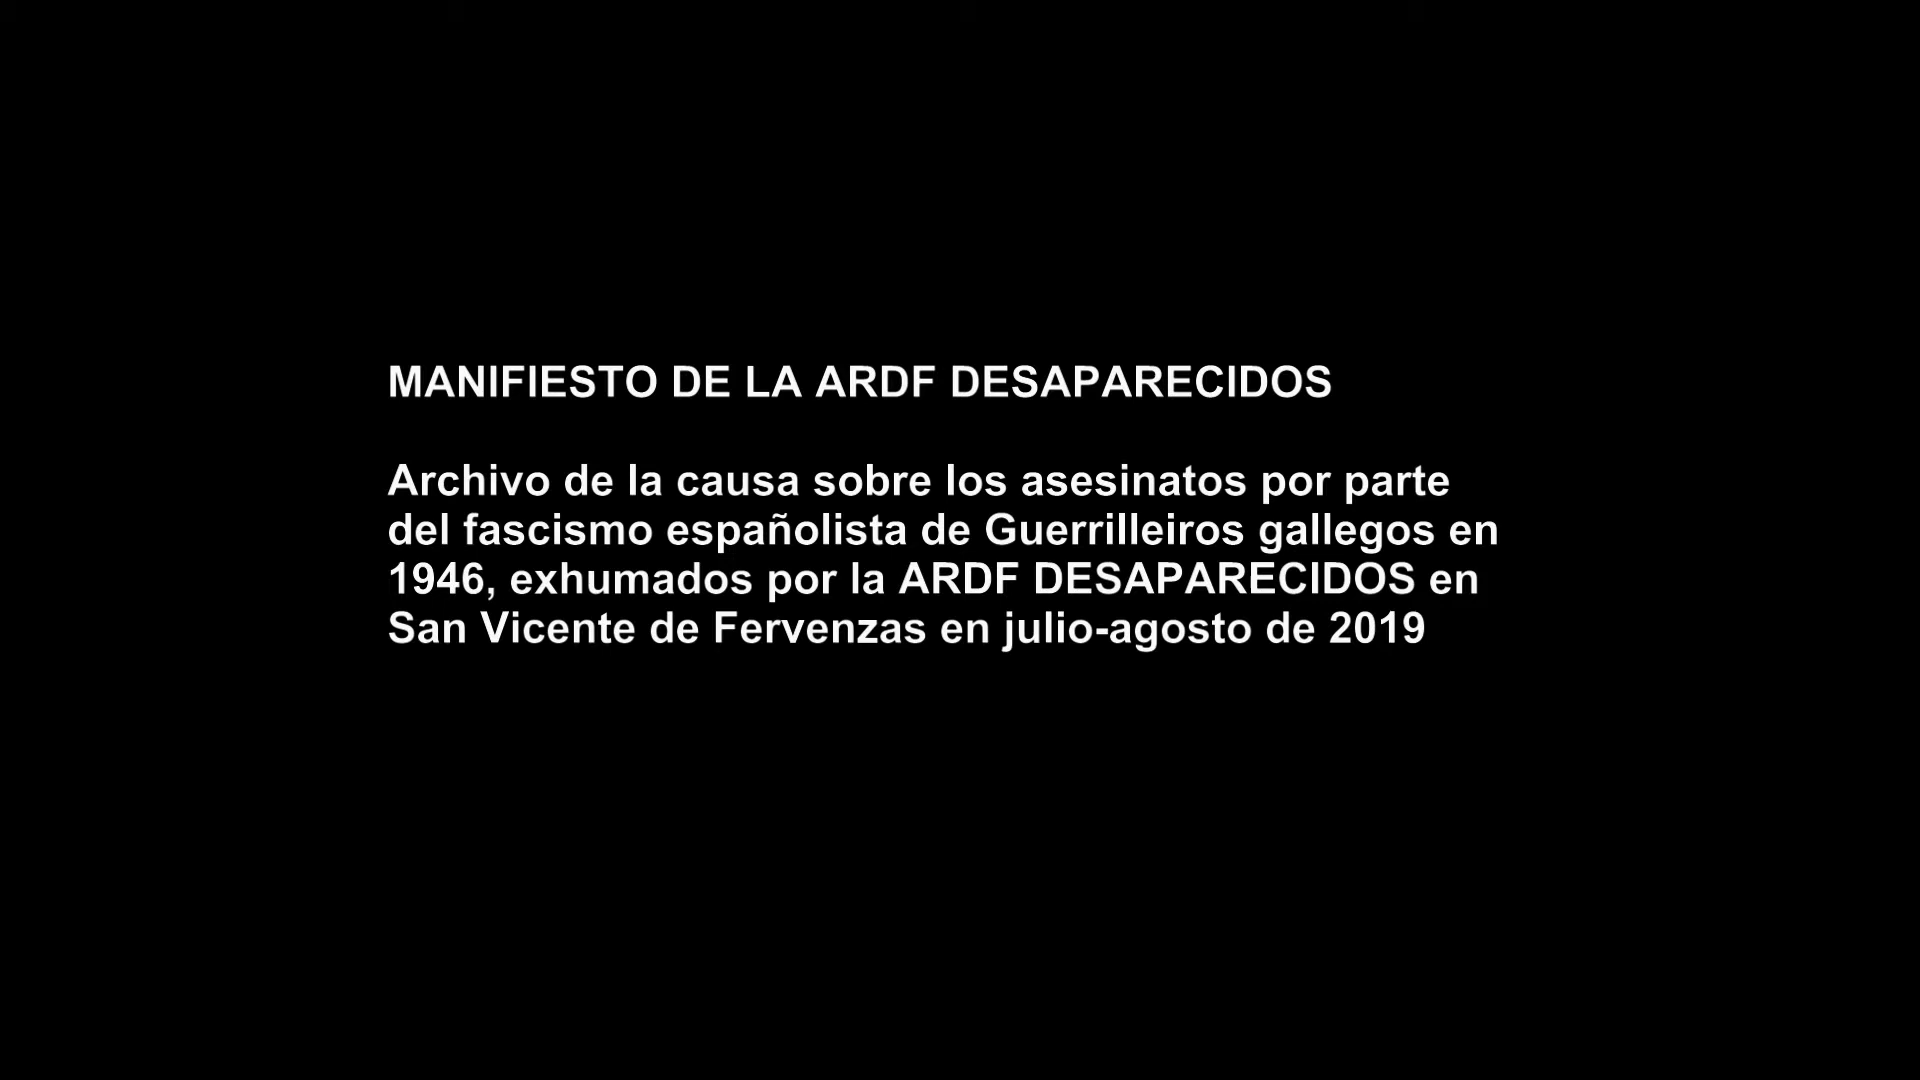 MANIFIESTO DE LA ARDF DESAPARECIDOS
Archivo de la causa sobre los asesinatos por parte
del fascismo españolista de Guerrilleiros gallegos en
1946, exhumados por la ARDF DESAPARECIDOS en
San Vicente de Fervenzas en julio-agosto de 2019